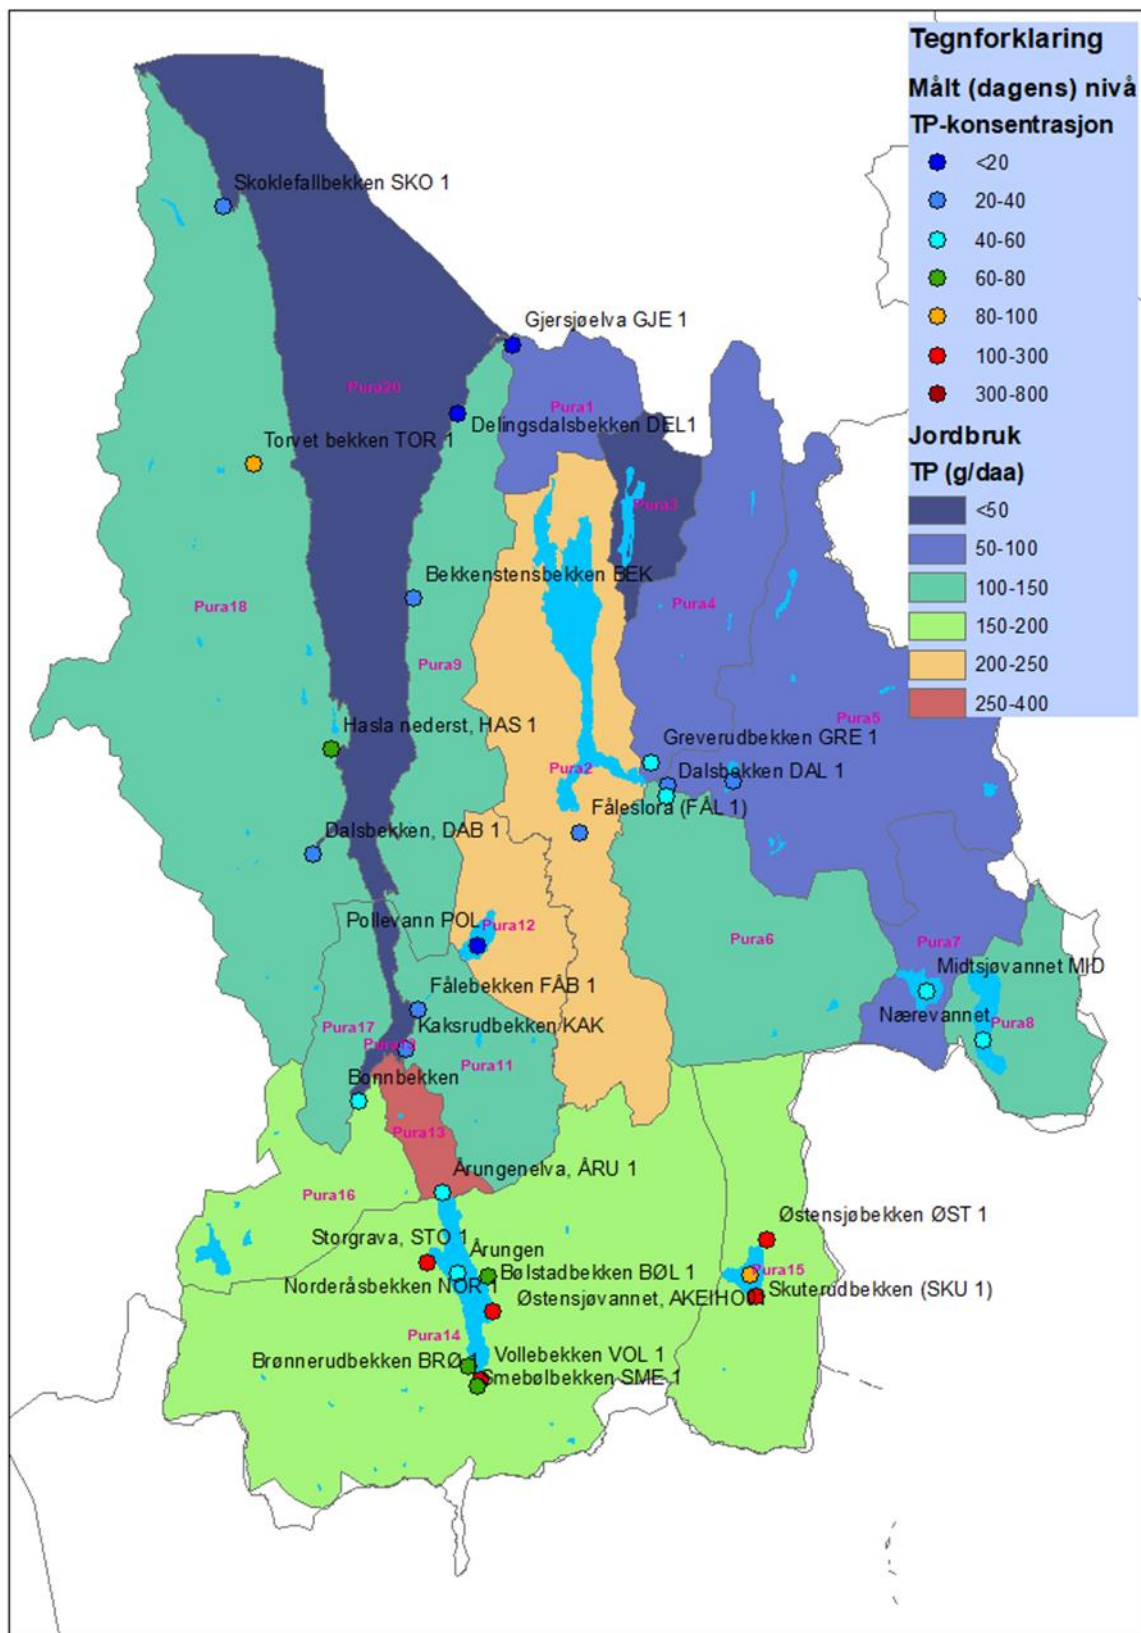 Tegnforklaring
Målt (dagens) nivå
TP-konsentrasjon
<20
20-40
40-60
60-80
80-100
100-300
300-800
Jordbruk
TP (g/daa)
<50
50-100
100-150
150-200
200-250
250-400
Skoklefallbekken SKO 1
Gjersjøelva GJE 1
Pura20
Pura1
Delingsdalsbekken DEL1
Torvet bekken TOR 1
Pura3
Bekkenstensbekken BEK
Pura18
Pura4
Pura9
Pura5
Hasla nederst, HAS 1
Greverudbekken GRE 1
Pura2
Dalsbekken DAL 1
Fåleslora (FÅL 1)
Dalsbekken, DAB 1
Pollevann POL
Pura12
Pura6
Pura7
Midtsjøvannet MID
Fålebekken FÅB 1
Nærevannet
Pura17
Kaksrudbekken KAK
Pura8
Pura11
Bonnbekken
Pura13
Årungenelva, ÅRU 1
Pura16
Østensjøbekken ØST 1
Storgrava, STO 1
Årungen
Pura15
Norderåsbekken NOR 1
Bølstadbekken BØL 1
Skuterudbekken (SKU 1)
Østensjøvannet, AKEIHO01
Pura14
Brønnerudbekken BRØ 1
Vollebekken VOL 1
Smebølbekken SME 1